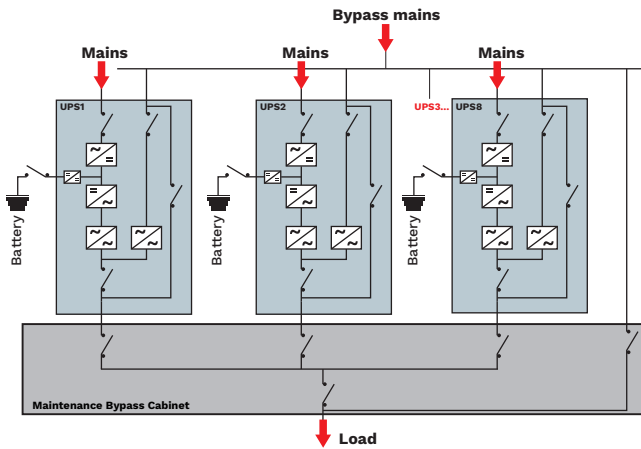 Bypass mains
Mains
Mains
Mains
UPS1
UPS2
UPS3...
UPS8
Battery
Battery
Battery
Maintenance Bypass Cabinet
Load